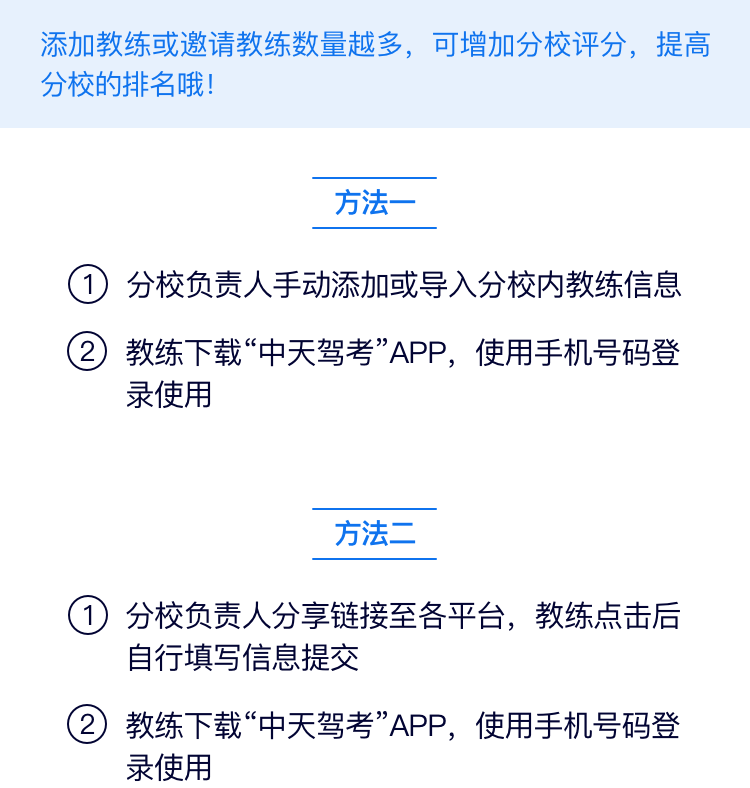 添加教练或邀请教练数量越多，可增加分校评分，提高
分校的排名哦！
方法一
① 分校负责人手动添加或导入分校内教练信息
② 教练下载“中天驾考”APP，使用手机号码登
录使用
方法二
① 分校负责人分享链接至各平台，教练点击后
自行填写信息提交
② 教练下载“中天驾考”APP，使用手机号码登
录使用